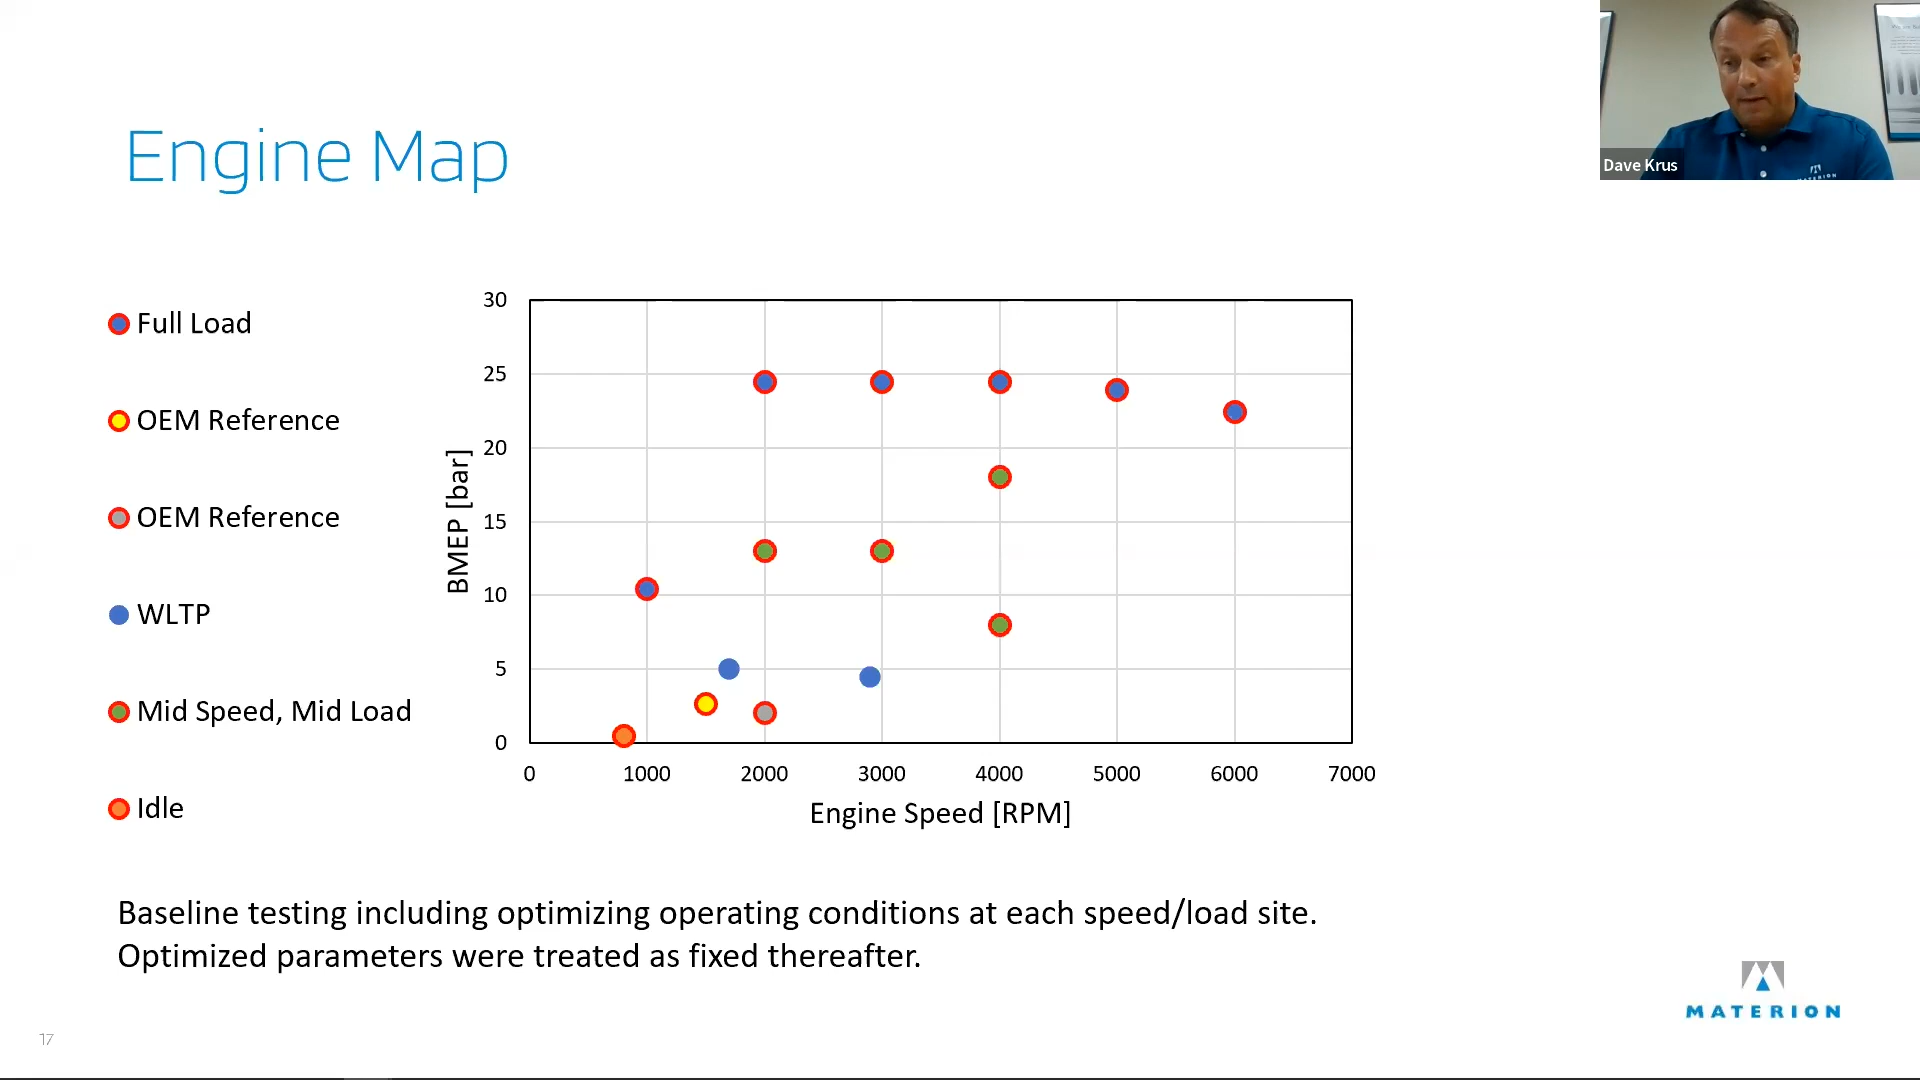 Engine Map
Dave Krus
Full Load
OEM Reference
OEM Reference
WLTP
Mid Speed, Mid Load
Idle
BMEP [bar]
30
25
20
15
10
5
0
0 1000 2000 3000 4000 5000 6000 7000
Engine Speed [RPM]
Baseline testing including optimizing operating conditions at each speed/load site.
Optimized parameters were treated as fixed thereafter.
MATERION
17